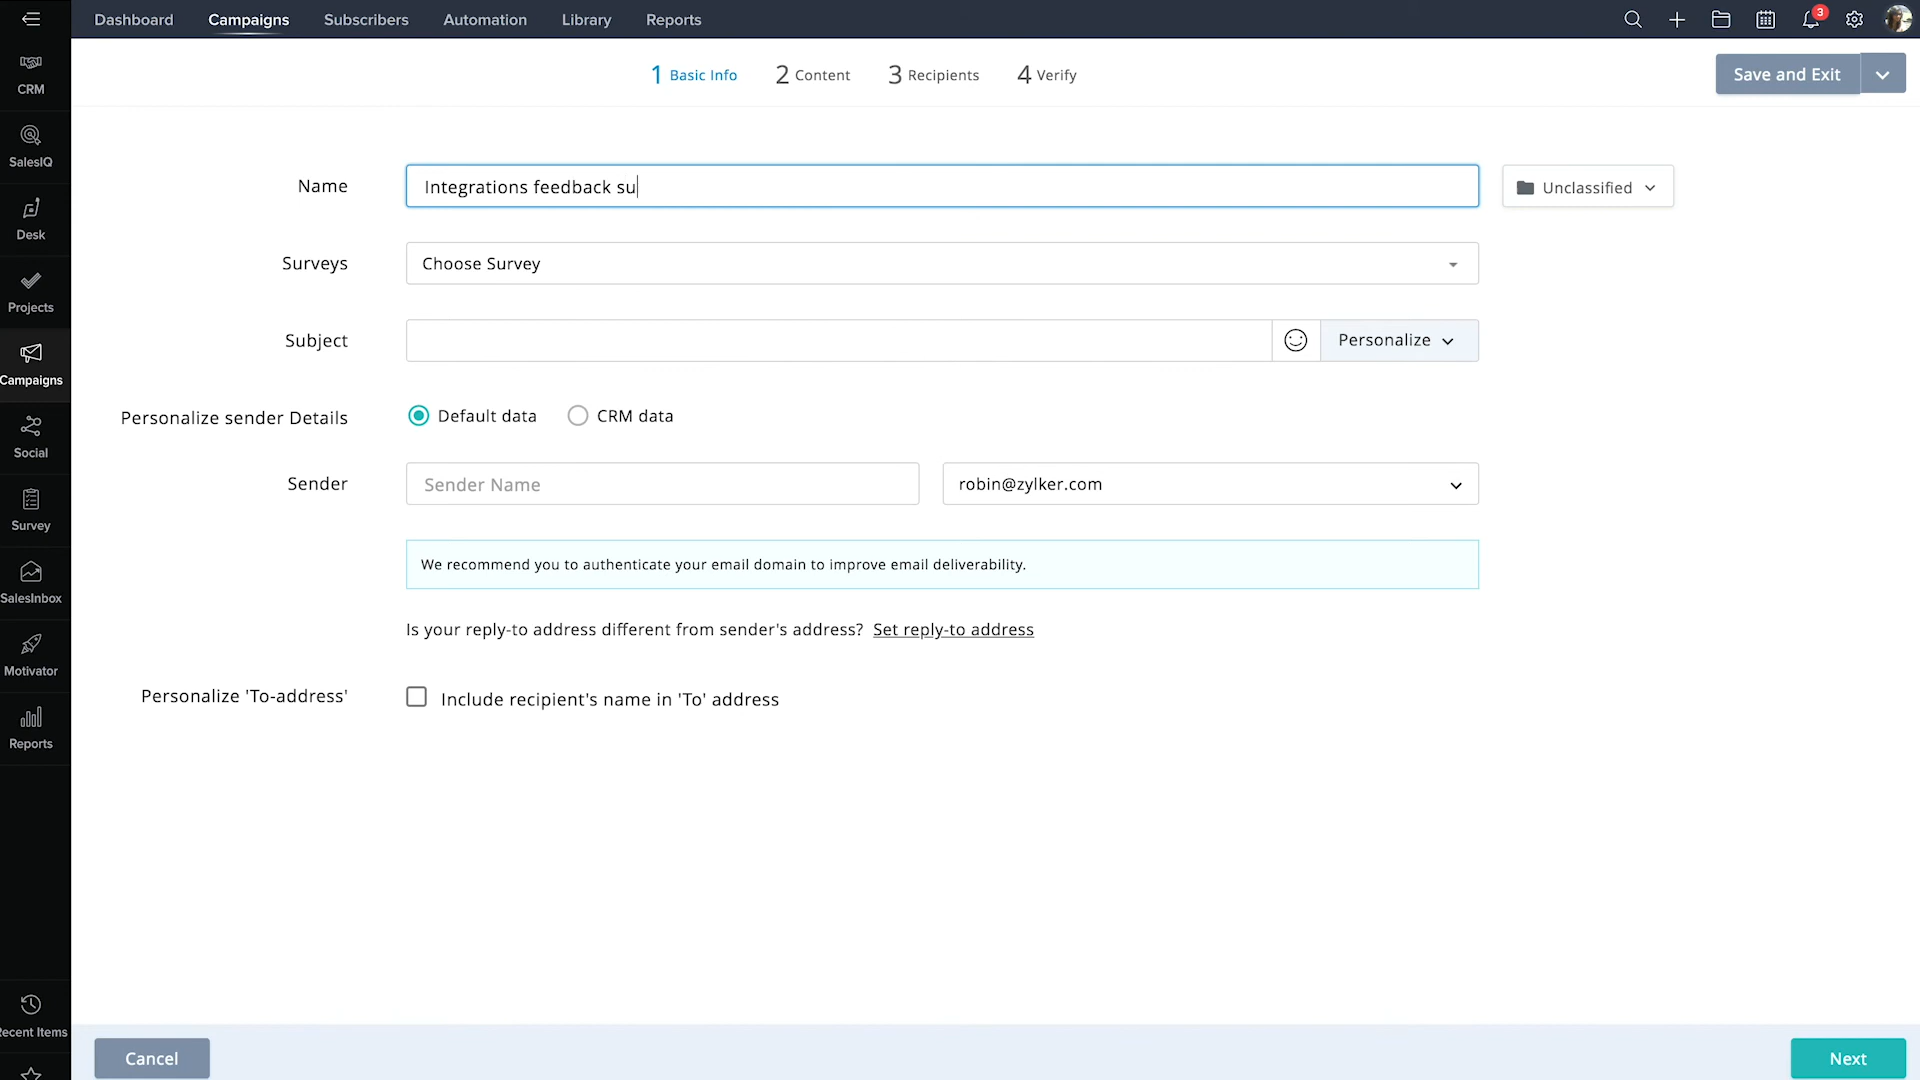 Dashboard Campaigns Subscribers Automation Library Reports 3
1 Basic Info 2 Content 3 Recipients 4 Verify Save and Exit
CRM
SalesIQ
Desk
Projects
Campaigns
Social
Survey
SalesInbox
Motivator
Reports
Recent Items
Name Integrations feedback su Unclassified
Surveys Choose Survey
Subject Personalize
Personalize sender Details Default data CRM data
Sender Sender Name robin@zylker.com
We recommend you to authenticate your email domain to improve email deliverability.
Is your reply-to address different from sender's address? Set reply-to address
Personalize 'To-address' Include recipient's name in 'To' address
Cancel Next